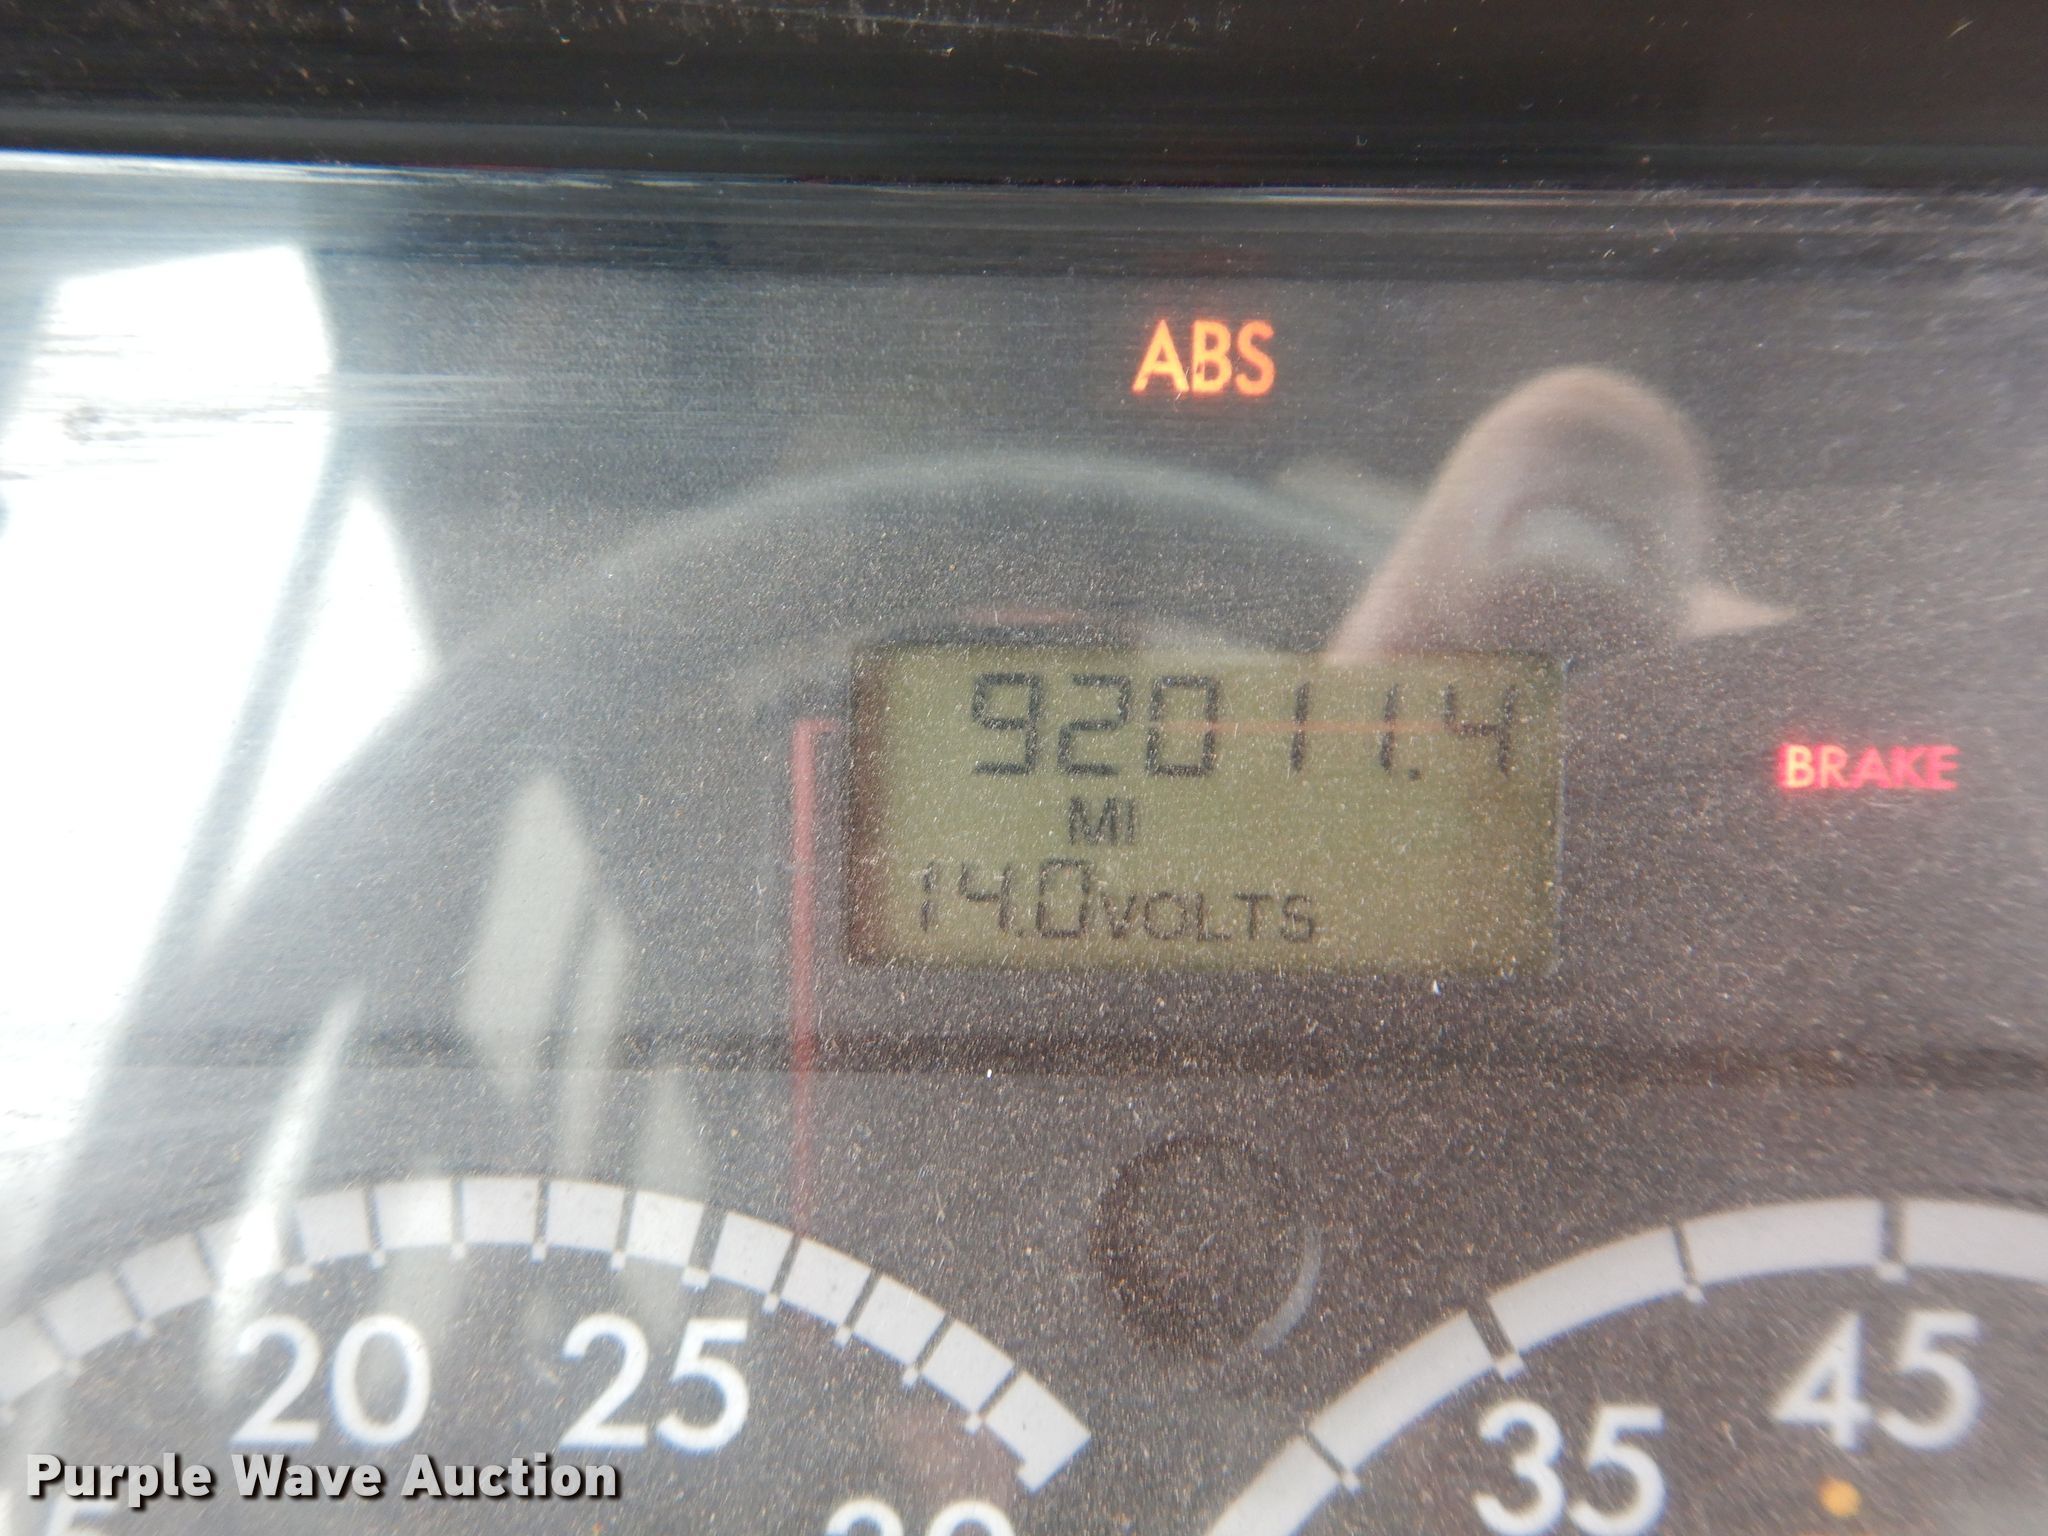 ABS
92011.4
MI
BRAKE
14.0VOLTS
20
25
35
45
Purple Wave Auction